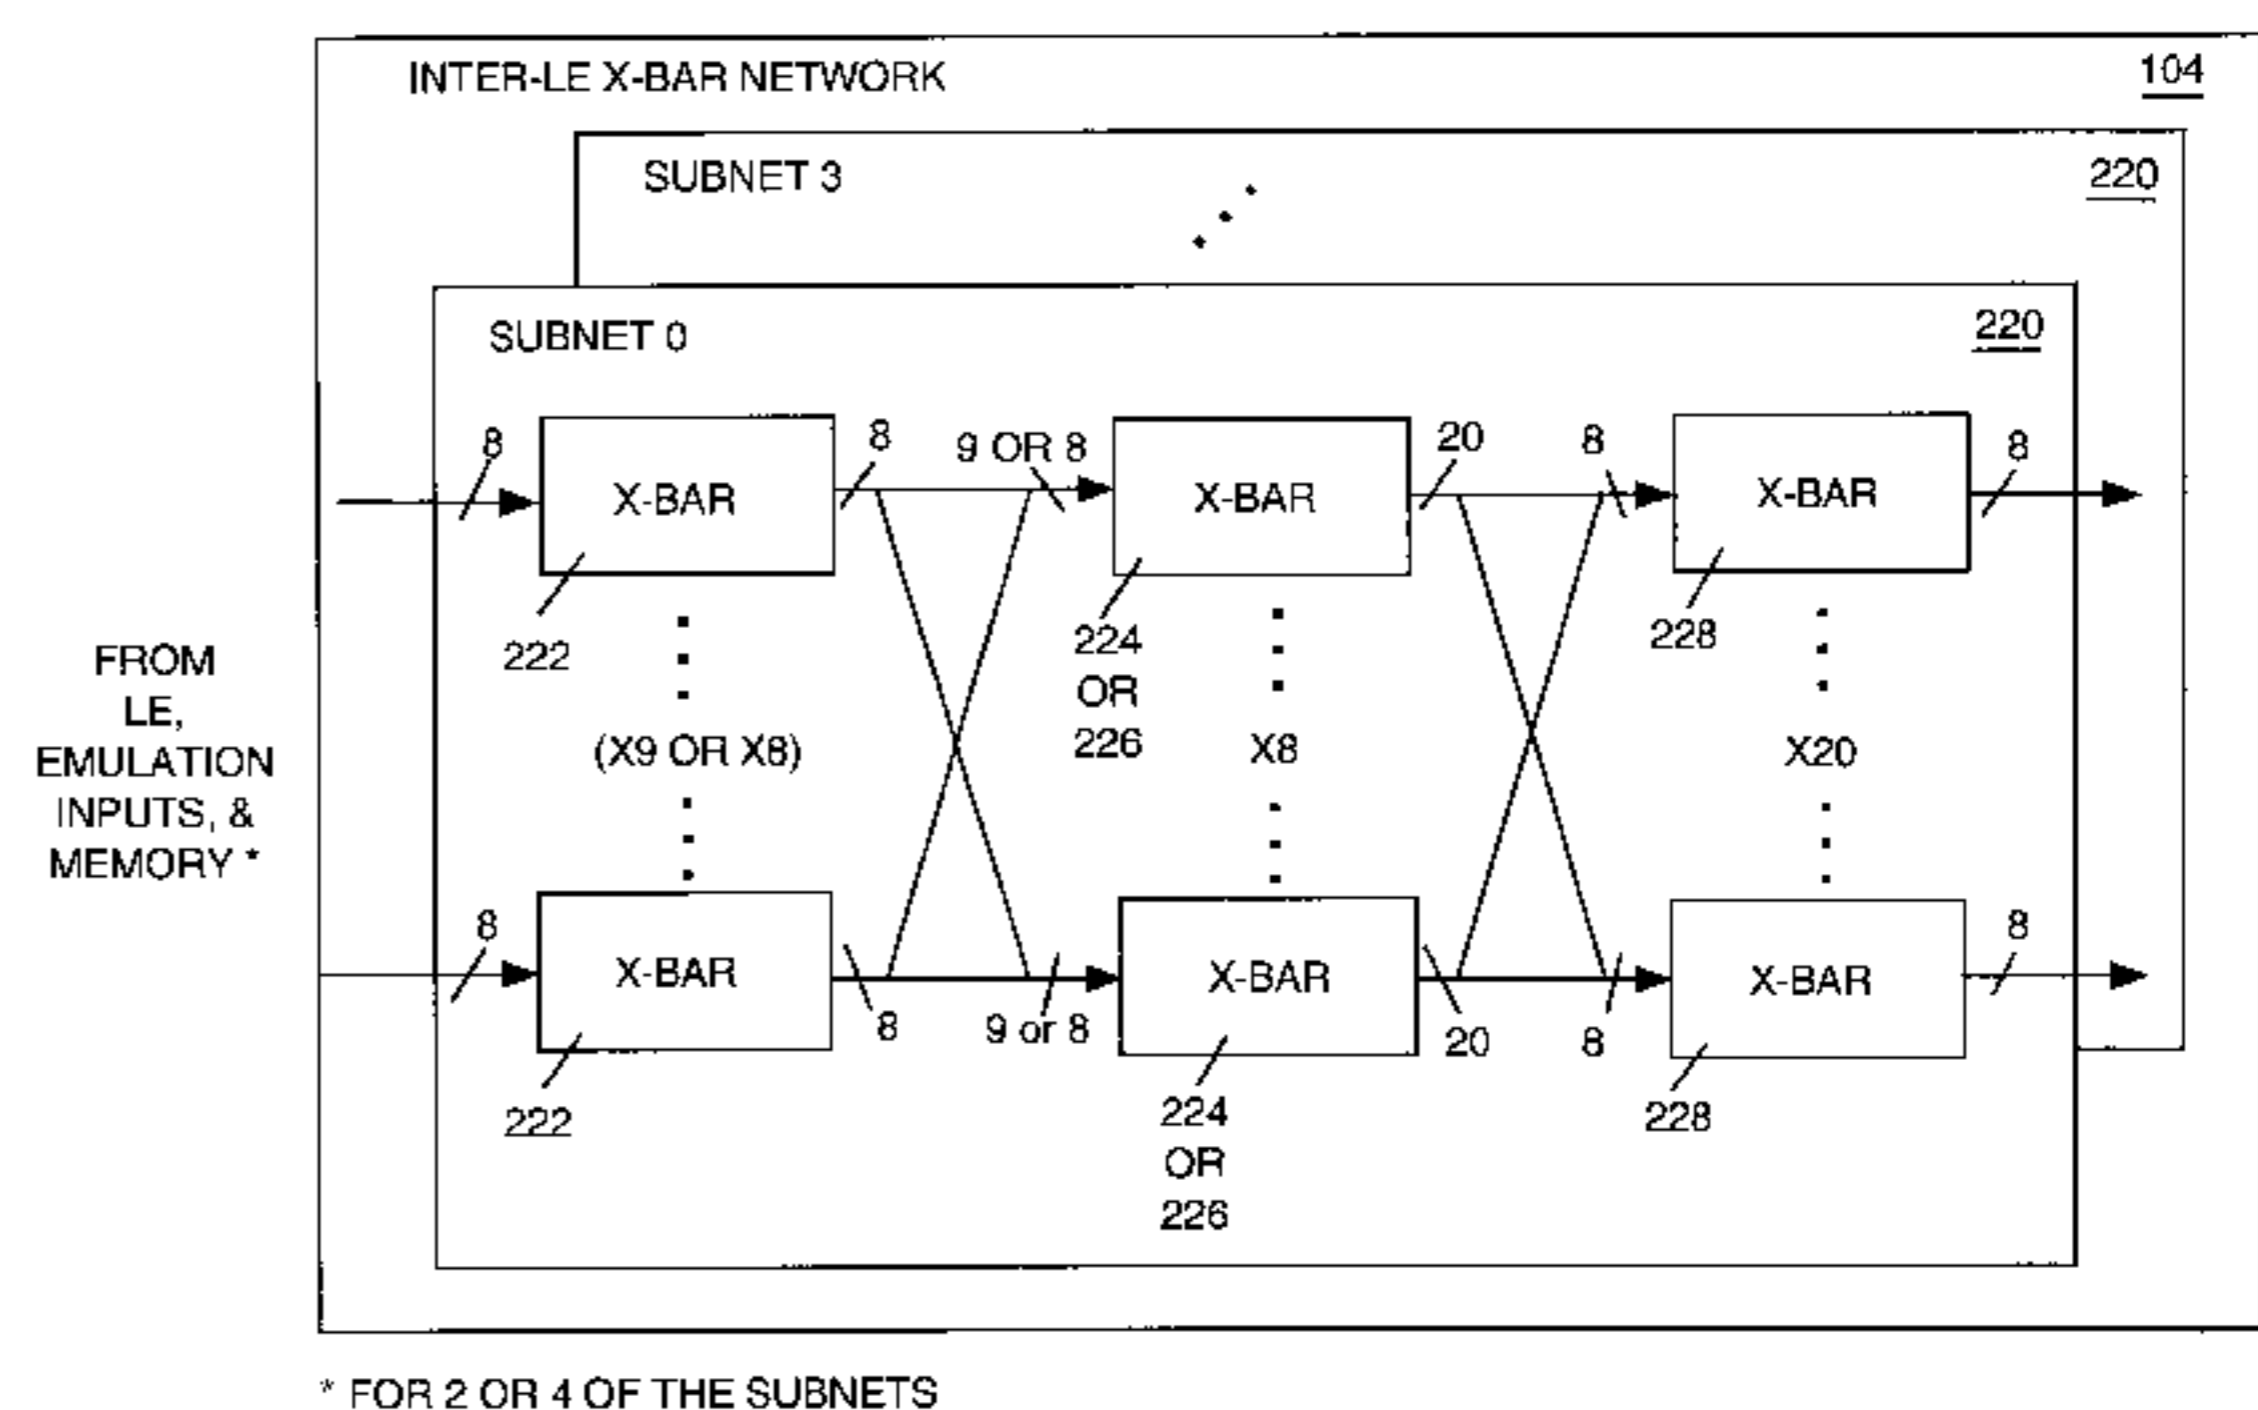 INTER-LE X-BAR NETWORK
104
SUBNET 3
220
SUBNET 0
220
8
X-BAR
8
9 OR 8
X-BAR
20
8
X-BAR
8
222
224
OR
226
228
FROM
LE,
EMULATION
INPUTS, &
MEMORY *
(X9 OR X8)
X8
X20
8
X-BAR
8
9 or 8
X-BAR
20
8
X-BAR
8
222
224
OR
226
228
* FOR 2 OR 4 OF THE SUBNETS